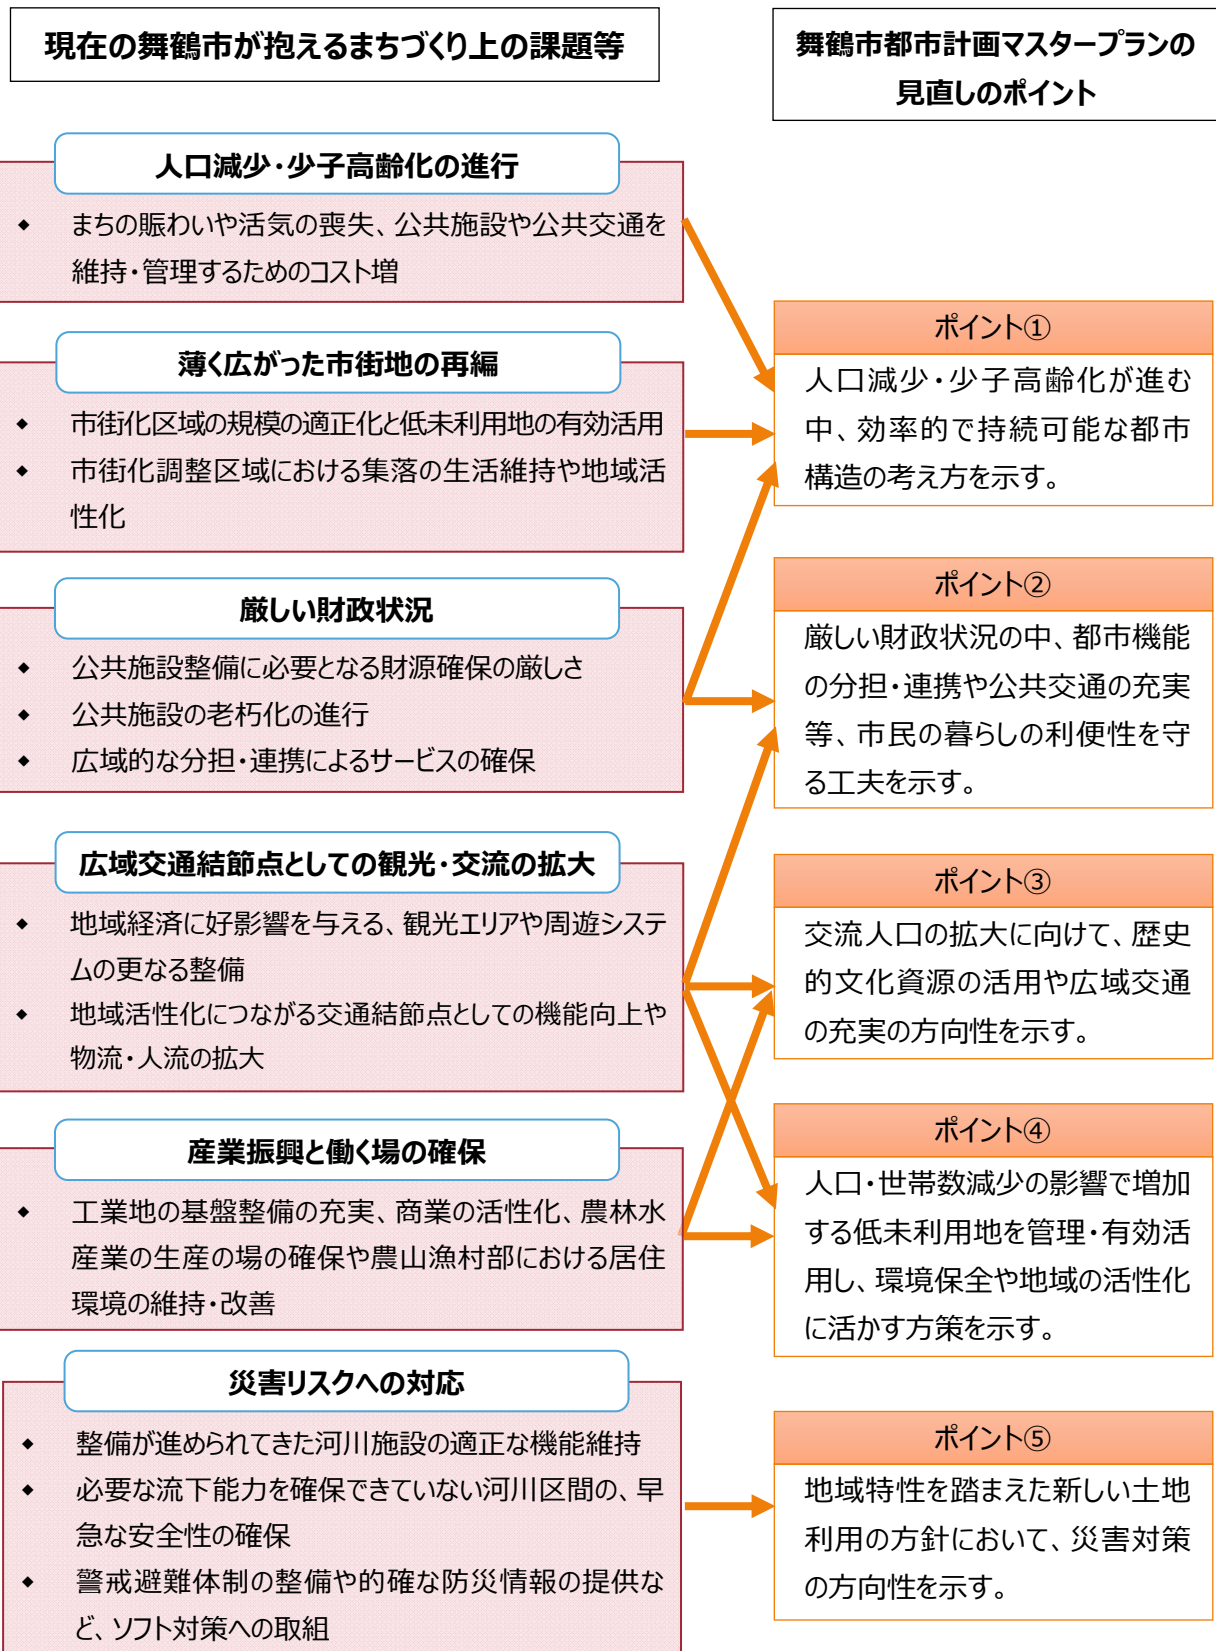 現在の舞鶴市が抱えるまちづくり上の課題等
人口減少・少子高齢化の進行
◆ まちの賑わいや活気の喪失、公共施設や公共交通を
維持・管理するためのコスト増
薄く広がった市街地の再編
◆ 市街化区域の規模の適正化と低未利用地の有効活用
◆ 市街化調整区域における集落の生活維持や地域活
性化
厳しい財政状況
◆ 公共施設整備に必要となる財源確保の厳しさ
◆ 公共施設の老朽化の進行
◆ 広域的な分担・連携によるサービスの確保
広域交通結節点としての観光・交流の拡大
◆ 地域経済に好影響を与える、観光エリアや周遊システ
ムの更なる整備
◆ 地域活性化につながる交通結節点としての機能向上や
物流・人流の拡大
産業振興と働く場の確保
◆ 工業地の基盤整備の充実、商業の活性化、農林水
産業の生産の場の確保や農山漁村部における居住
環境の維持・改善
災害リスクへの対応
◆ 整備が進められてきた河川施設の適正な機能維持
◆ 必要な流下能力を確保できていない河川区間の、早
急な安全性の確保
◆ 警戒避難体制の整備や的確な防災情報の提供な
ど、ソフト対策への取組
舞鶴市都市計画マスタープランの
見直しのポイント
ポイント①
人口減少・少子高齢化が進む
中、効率的で持続可能な都市
構造の考え方を示す。
ポイント②
厳しい財政状況の中、都市機能
の分担・連携や公共交通の充実
等、市民の暮らしの利便性を守
る工夫を示す。
ポイント③
交流人口の拡大に向けて、歴史
的文化資源の活用や広域交通
の充実の方向性を示す。
ポイント④
人口・世帯数減少の影響で増加
する低未利用地を管理・有効活
用し、環境保全や地域の活性化
に活かす方策を示す。
ポイント⑤
地域特性を踏まえた新しい土地
利用の方針において、災害対策
の方向性を示す。